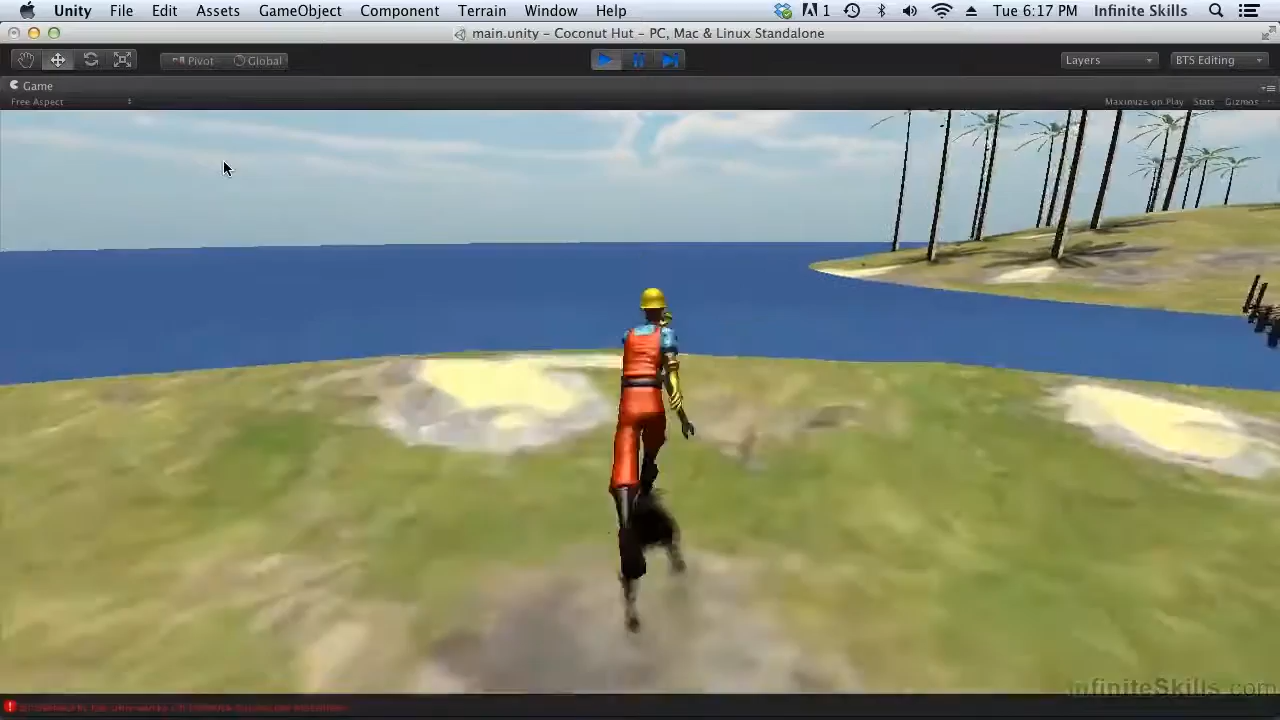 Unity File Edit Assets GameObject Component Terrain Window Help 1 Tue 6:17 PM Infinite Skills
main.unity – Coconut Hut – PC, Mac & Linux Standalone
Pivot Global Layers BTS Editing
Game
Free Aspect Maximize on Play Stats Gizmos
InfiniteSkills.com